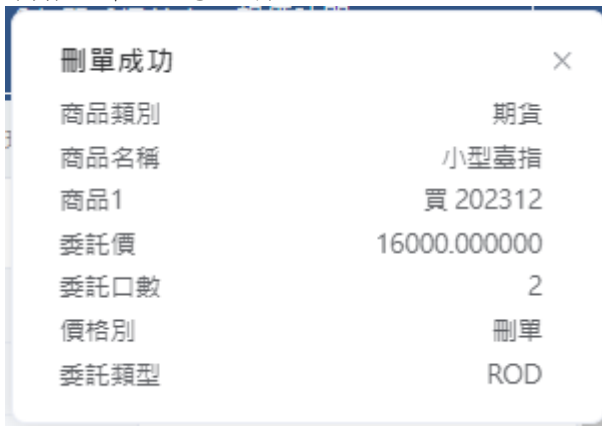 刪單成功
商品類別 期貨
商品名稱 小型臺指
商品1 買 202312
委託價 16000.000000
委託口數 2
價格別 刪單
委託類型 ROD